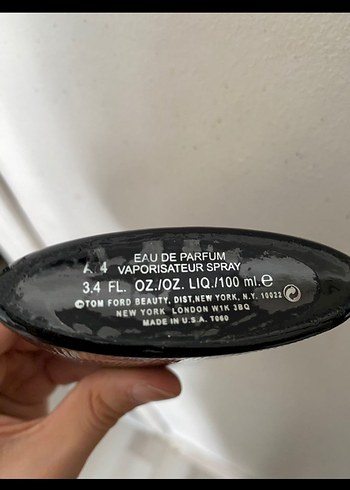 EAU DE PARFUM
VAPORISATEUR SPRAY
3.4 FL. OZ./OZ. LIQ./100 ml.e
©TOM FORD BEAUTY, DIST,NEW YORK, N.Y. 10022
NEW YORK LONDON W1K 3BQ
MADE IN U.S.A. T060